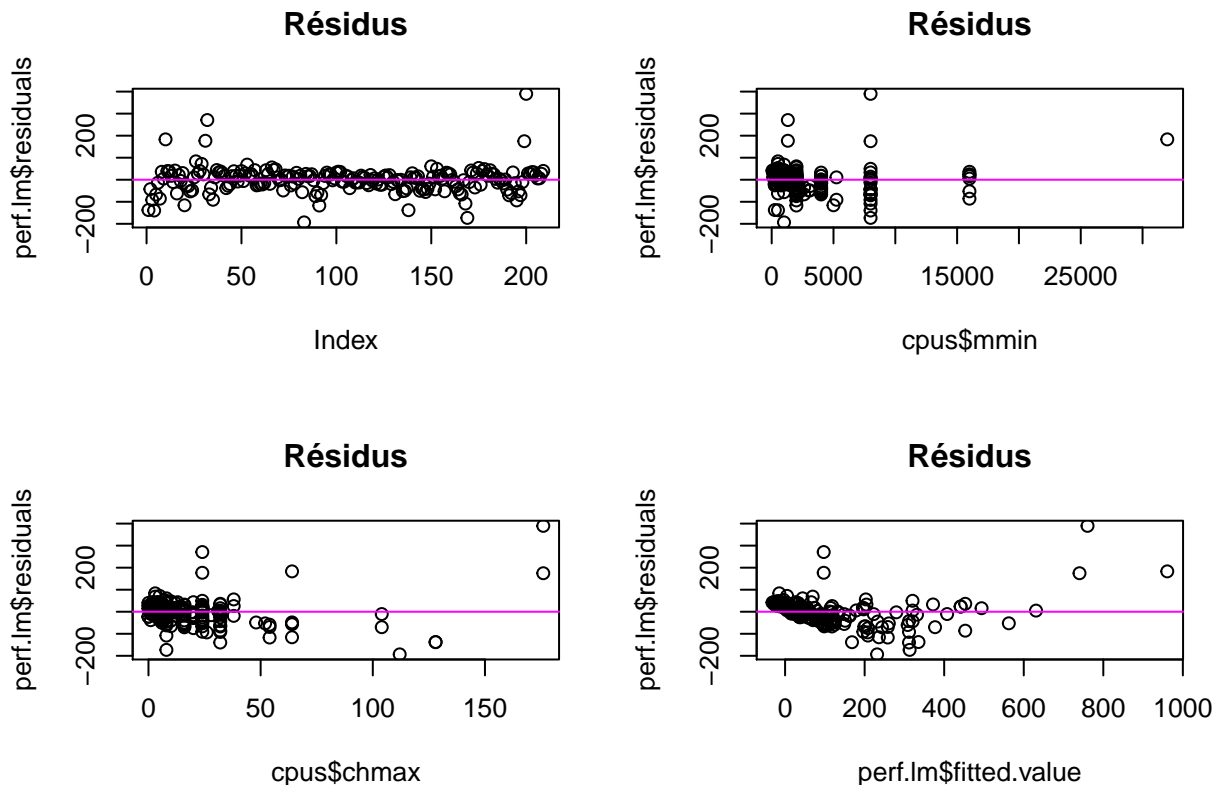 Résidus
perf.lm$residuals
200
−200
0 50 100 150 200
Index
Résidus
perf.lm$residuals
200
−200
0 5000 15000 25000
cpus$mmin
Résidus
perf.lm$residuals
200
−200
0 50 100 150
cpus$chmax
Résidus
perf.lm$residuals
200
−200
0 200 400 600 800 1000
perf.lm$fitted.value